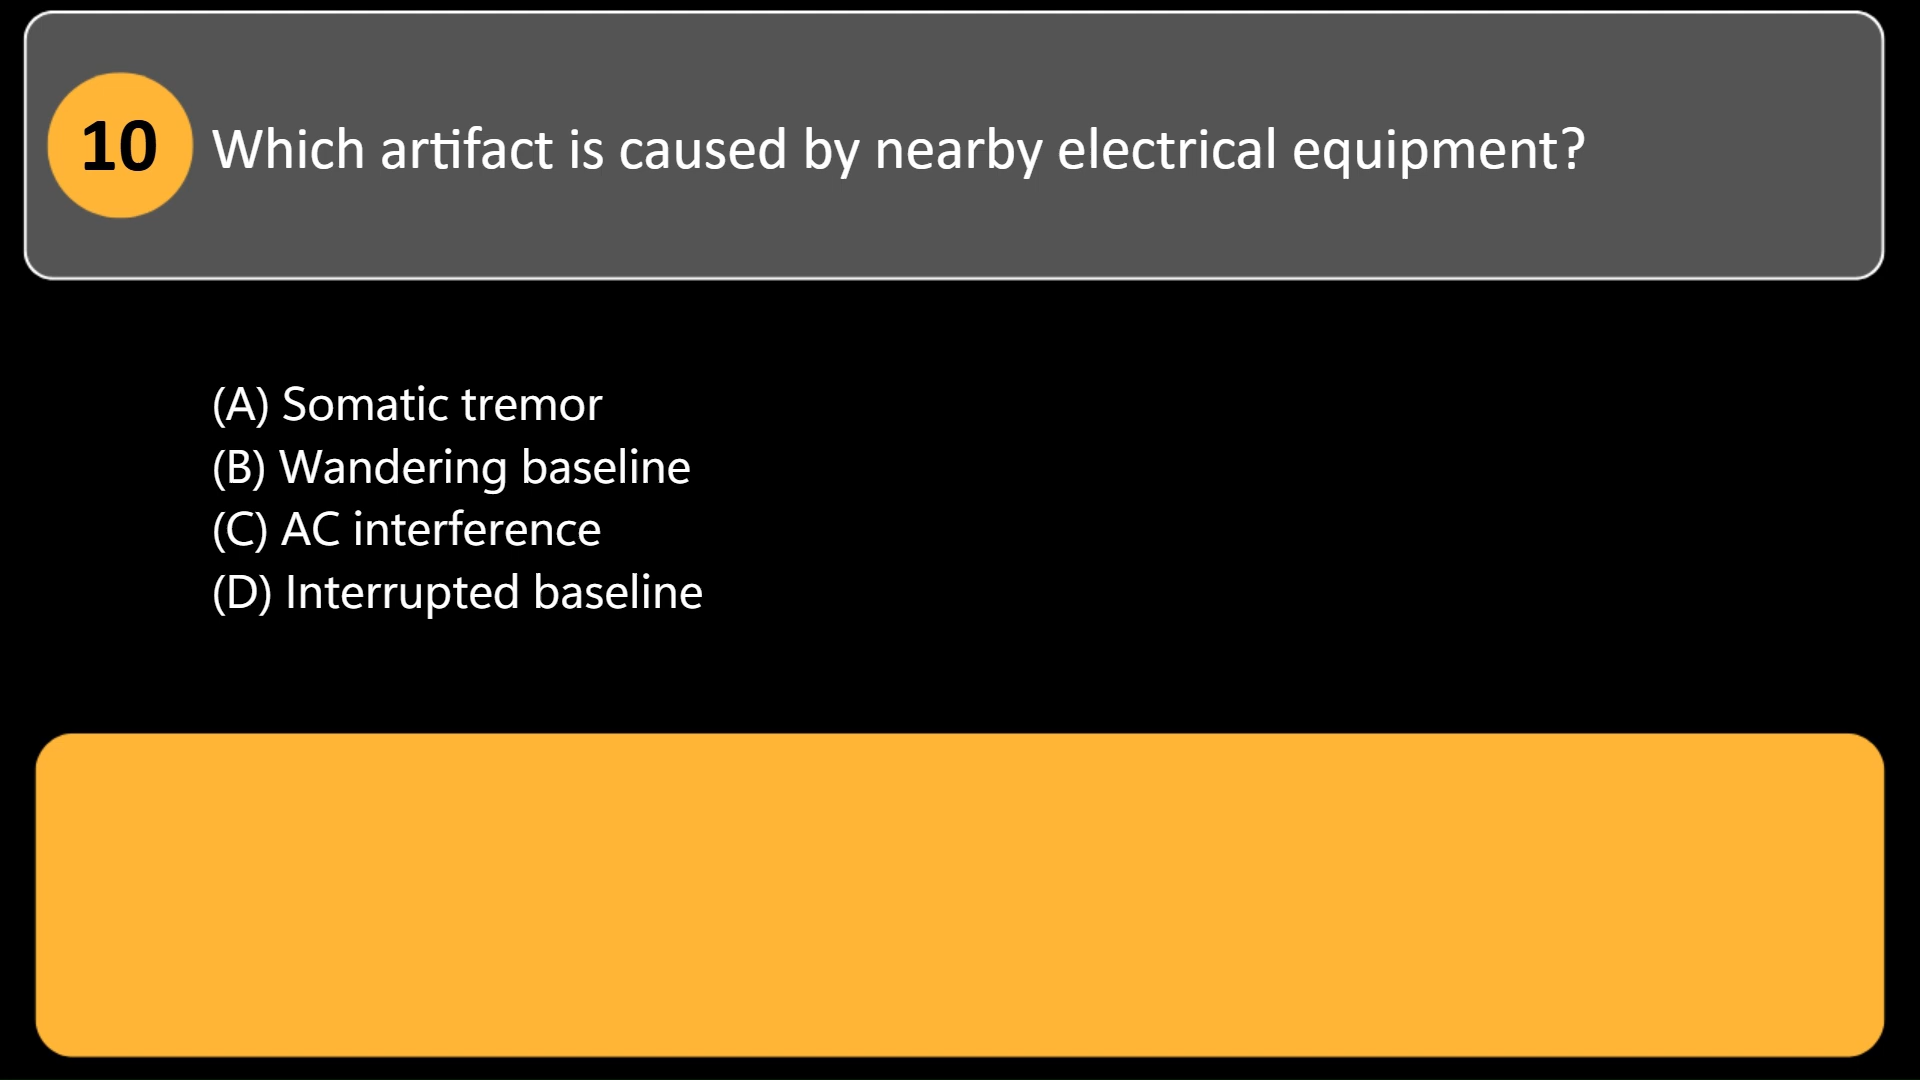 10 Which artifact is caused by nearby electrical equipment?
(A) Somatic tremor
(B) Wandering baseline
(C) AC interference
(D) Interrupted baseline